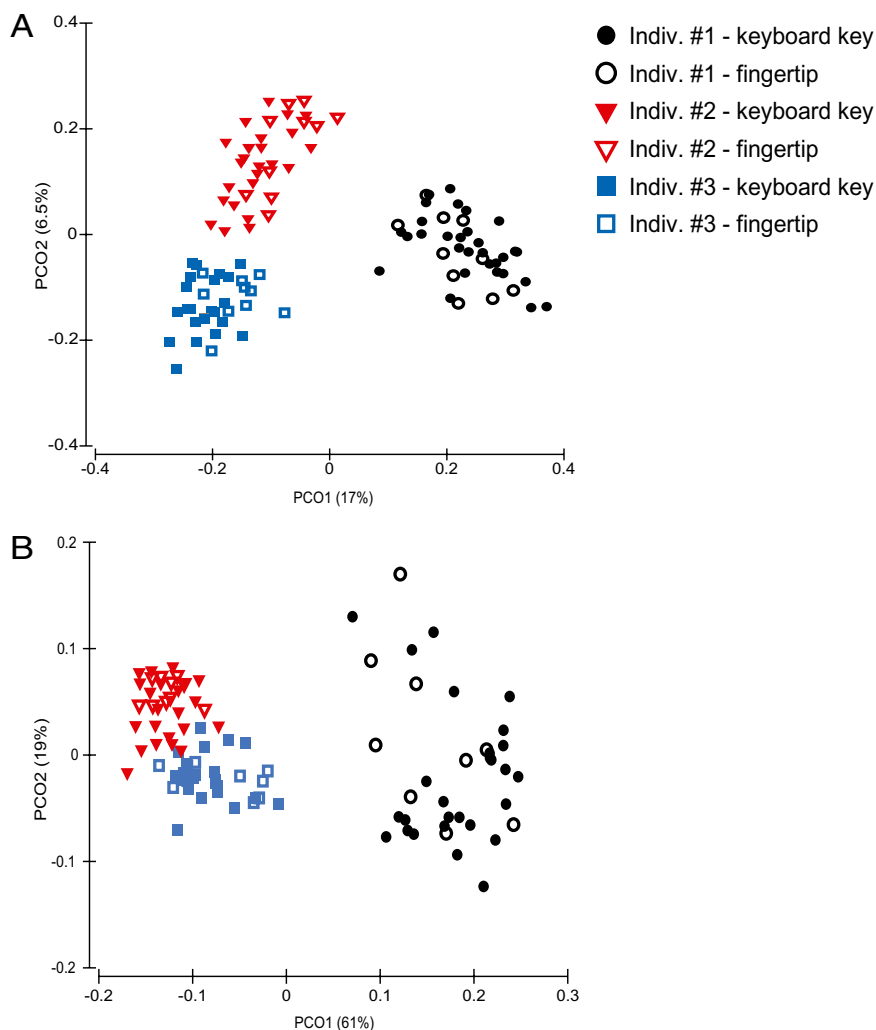 A
0.4
0.2
0
-0.2
-0.4
PCO2 (6.5%)
-0.4
-0.2
0
0.2
0.4
PCO1 (17%)
Indiv. #1 - keyboard key
Indiv. #1 - fingertip
Indiv. #2 - keyboard key
Indiv. #2 - fingertip
Indiv. #3 - keyboard key
Indiv. #3 - fingertip
B
0.2
0.1
0
-0.1
-0.2
PCO2 (19%)
-0.2
-0.1
0
0.1
0.2
0.3
PCO1 (61%)